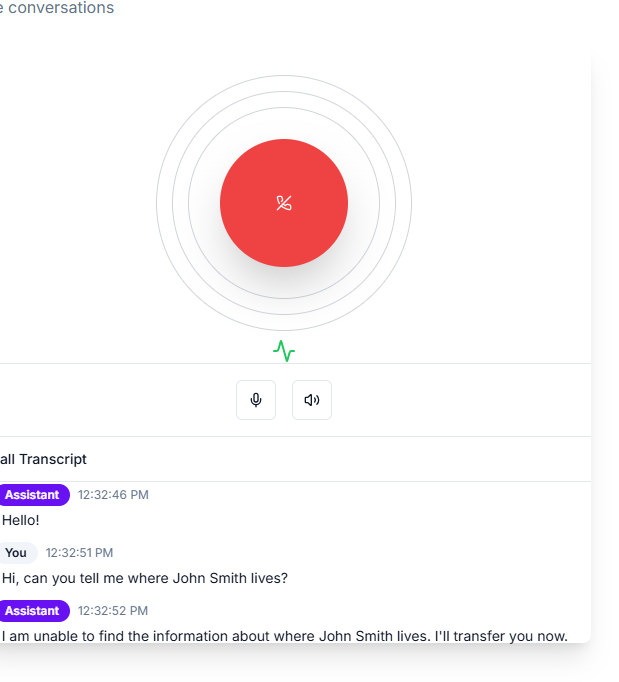 e conversations
all Transcript
Assistant 12:32:46 PM
Hello!
You 12:32:51 PM
Hi, can you tell me where John Smith lives?
Assistant 12:32:52 PM
I am unable to find the information about where John Smith lives. I'll transfer you now.